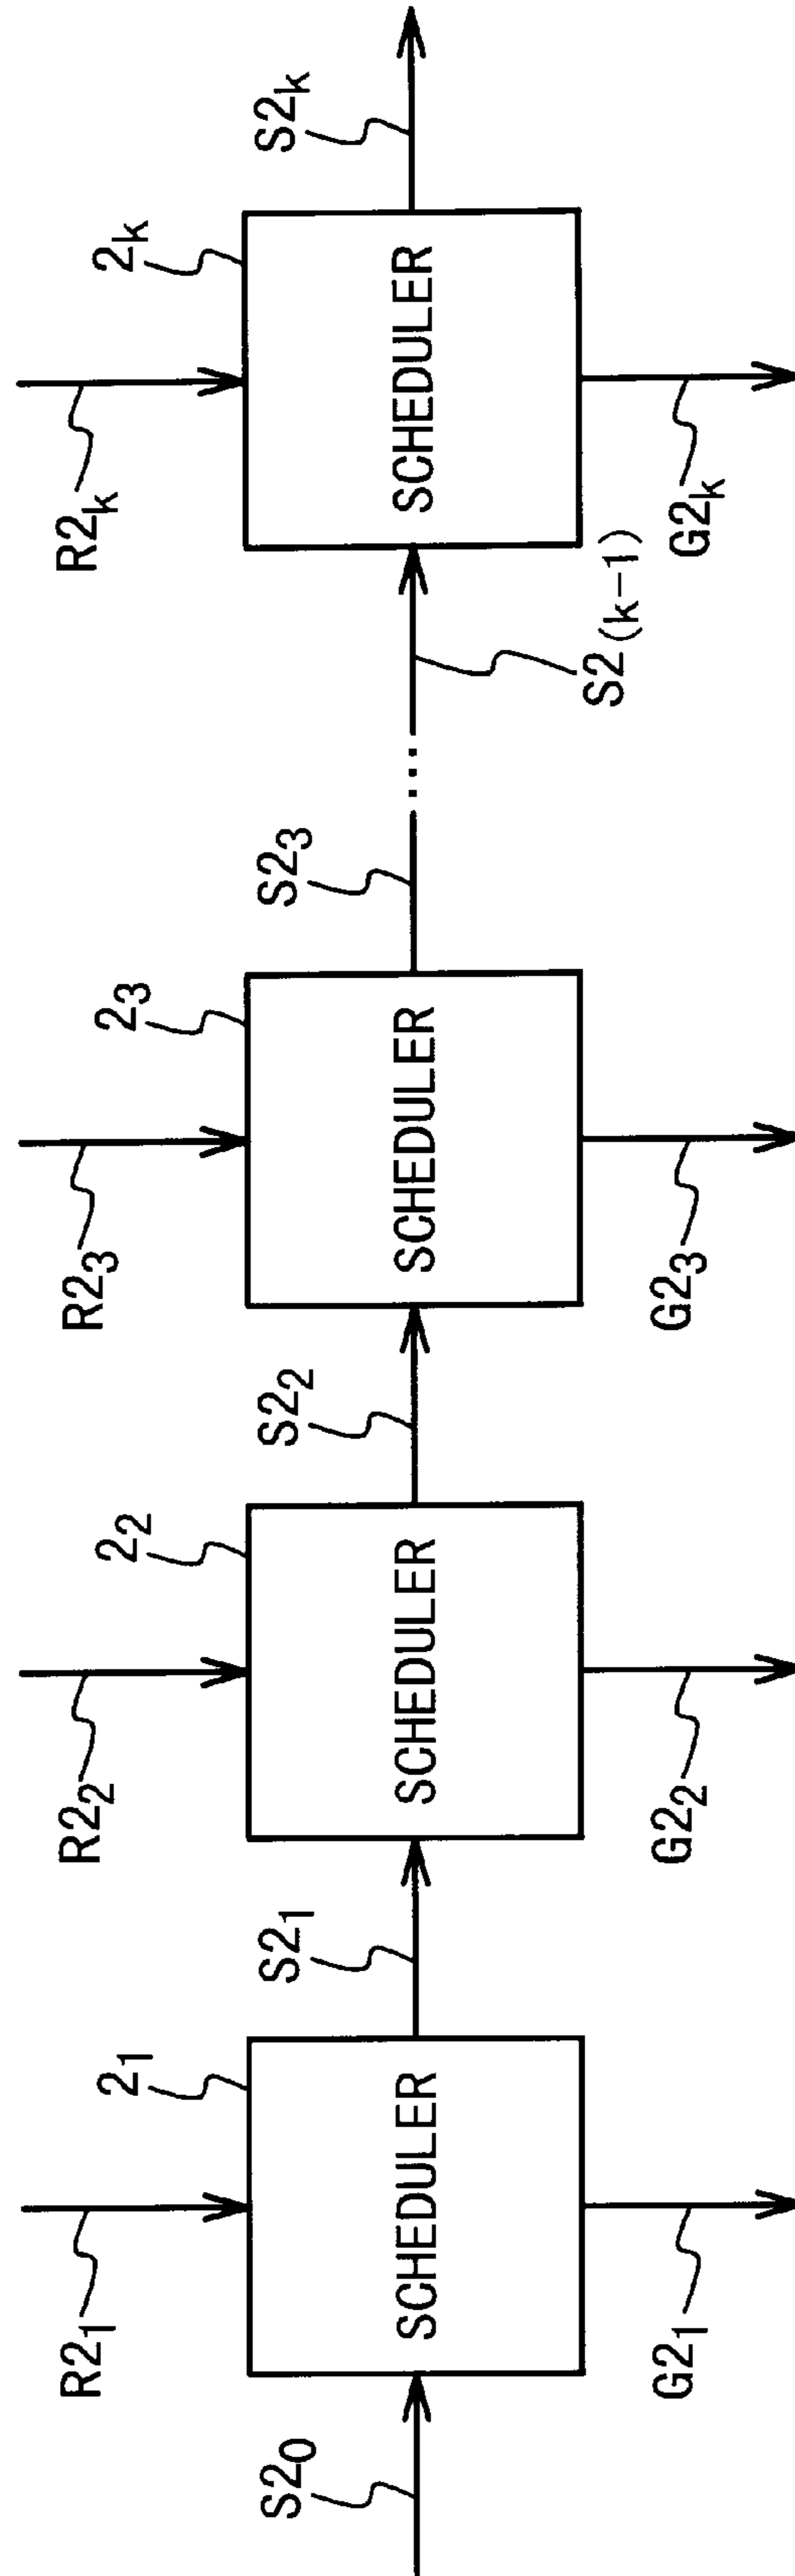 R2₁
R2₂
R2₃
R2ₖ
S2₀
2₁
SCHEDULER
S2₁
2₂
SCHEDULER
S2₂
2₃
SCHEDULER
S2₃
...
S2₍ₖ₋₁₎
2ₖ
SCHEDULER
S2ₖ
G2₁
G2₂
G2₃
G2ₖ